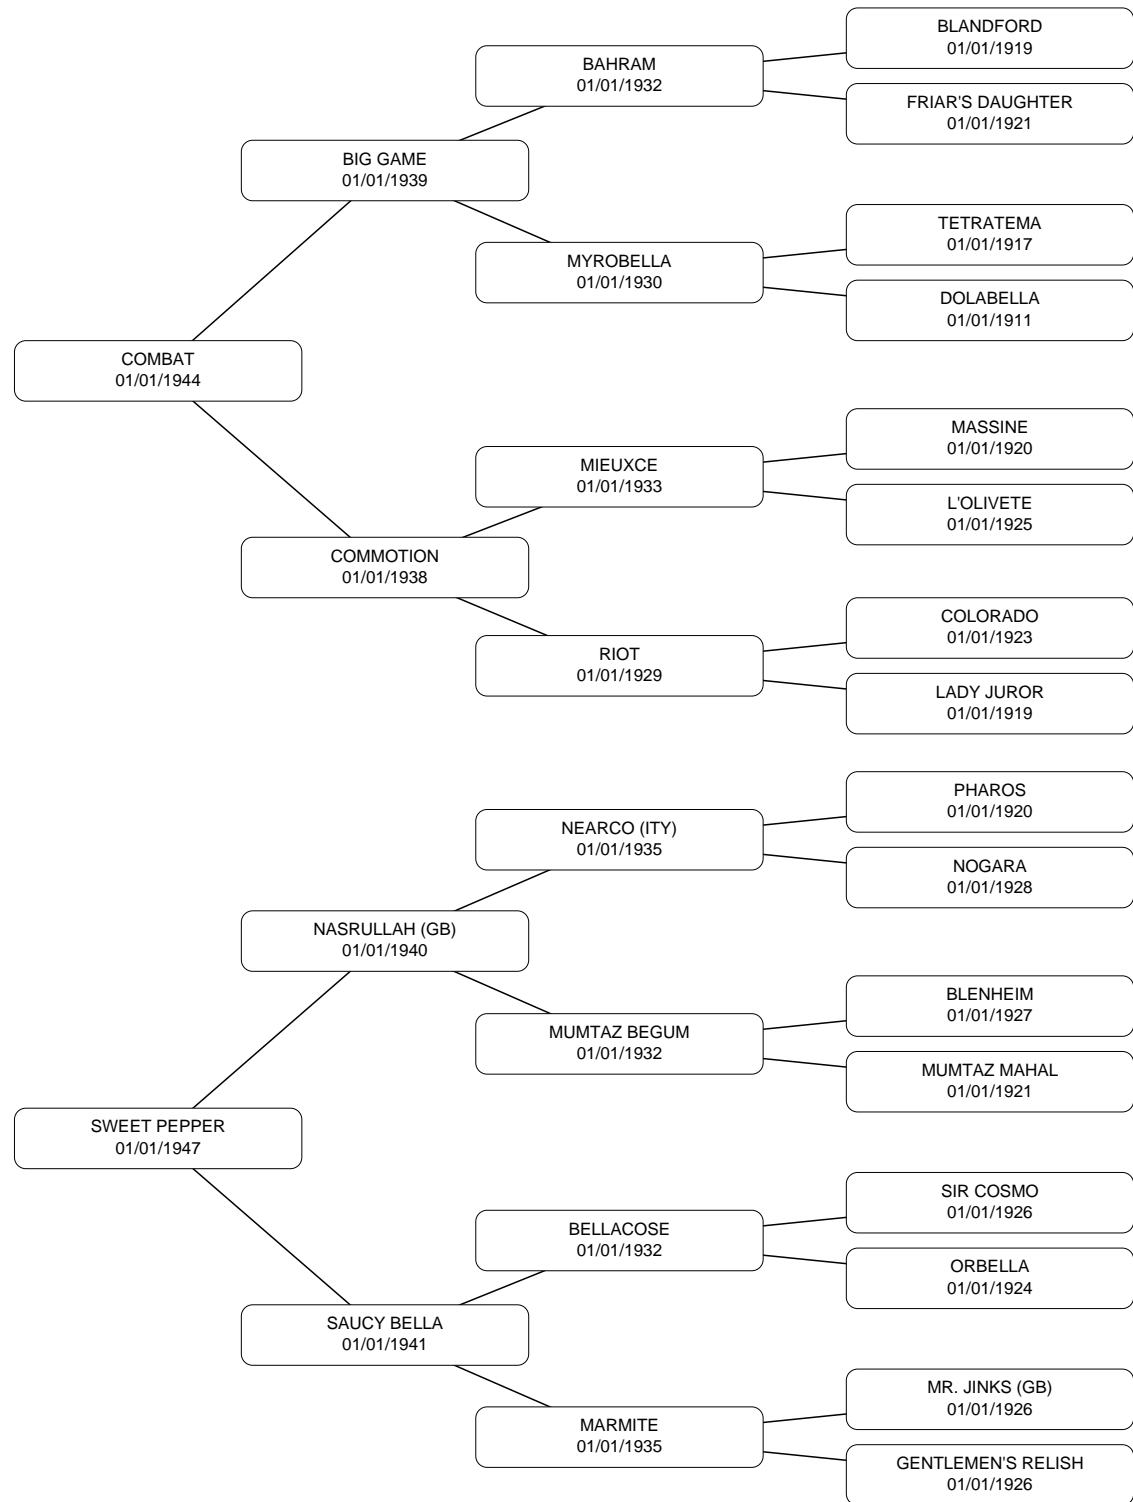 BLANDFORD
01/01/1919
BAHRAM
01/01/1932
FRIAR'S DAUGHTER
01/01/1921
BIG GAME
01/01/1939
TETRATEMA
01/01/1917
MYROBELLA
01/01/1930
DOLABELLA
01/01/1911
COMBAT
01/01/1944
MASSINE
01/01/1920
MIEUXCE
01/01/1933
L'OLIVETE
01/01/1925
COMMOTION
01/01/1938
COLORADO
01/01/1923
RIOT
01/01/1929
LADY JUROR
01/01/1919
PHAROS
01/01/1920
NEARCO (ITY)
01/01/1935
NOGARA
01/01/1928
NASRULLAH (GB)
01/01/1940
BLENHEIM
01/01/1927
MUMTAZ BEGUM
01/01/1932
MUMTAZ MAHAL
01/01/1921
SWEET PEPPER
01/01/1947
SIR COSMO
01/01/1926
BELLACOSE
01/01/1932
ORBELLA
01/01/1924
SAUCY BELLA
01/01/1941
MR. JINKS (GB)
01/01/1926
MARMITE
01/01/1935
GENTLEMEN'S RELISH
01/01/1926